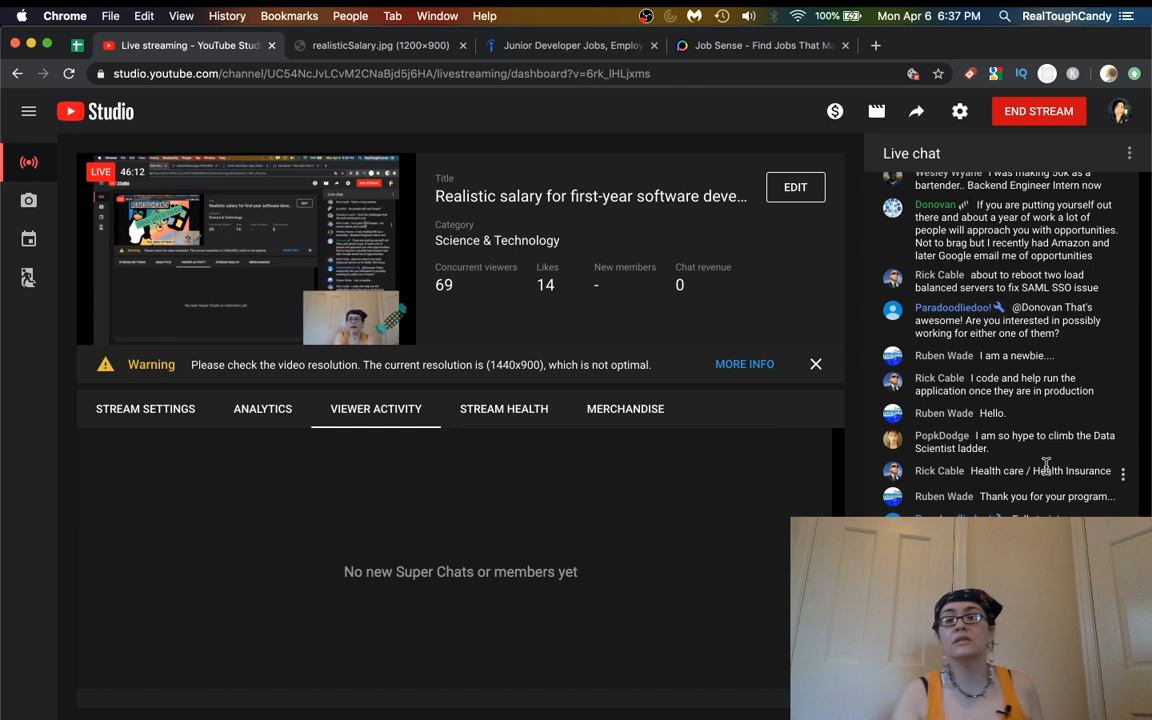 Chrome File Edit View History Bookmarks People Tab Window Help 100% Mon Apr 6 6:37 PM RealToughCandy
Live streaming - YouTube Stud
realisticSalary.jpg (1200×900)
Junior Developer Jobs, Employ
Job Sense - Find Jobs That Ma
studio.youtube.com/channel/UC54NcJvLCvM2CNaBjd5j6HA/livestreaming/dashboard?v=6rk_lHLjxms
Studio
END STREAM
LIVE 46:12
Title
Realistic salary for first-year software deve...
EDIT
Category
Science & Technology
Concurrent viewers Likes New members Chat revenue
69 14 - 0
Warning Please check the video resolution. The current resolution is (1440x900), which is not optimal. MORE INFO
STREAM SETTINGS ANALYTICS VIEWER ACTIVITY STREAM HEALTH MERCHANDISE
No new Super Chats or members yet
Live chat
Wesley Wyane I was making 50k as a
bartender.. Backend Engineer Intern now
Donovan If you are putting yourself out
there and about a year of work a lot of
people will approach you with opportunities.
Not to brag but I recently had Amazon and
later Google email me of opportunities
Rick Cable about to reboot two load
balanced servers to fix SAML SSO issue
Paradoodliedoo! @Donovan That's
awesome! Are you interested in possibly
working for either one of them?
Ruben Wade I am a newbie....
Rick Cable I code and help run the
application once they are in production
Ruben Wade Hello.
PopkDodge I am so hype to climb the Data
Scientist ladder.
Rick Cable Health care / Health Insurance
Ruben Wade Thank you for your program...